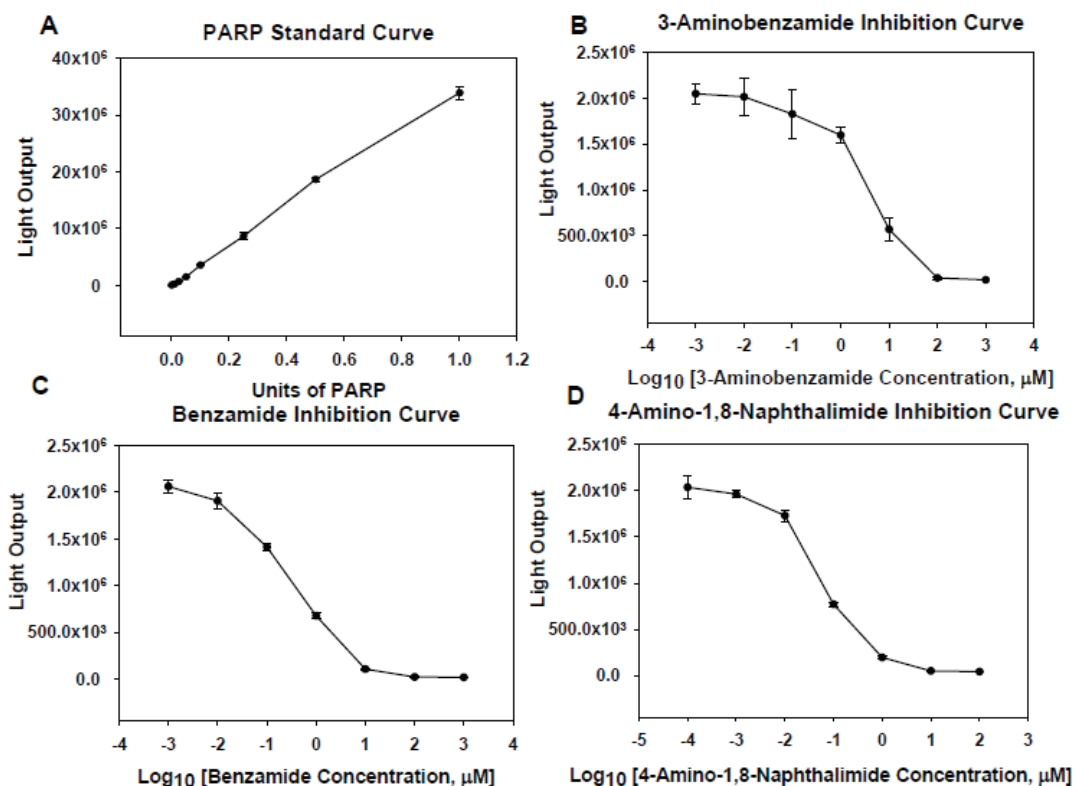 A
PARP Standard Curve
40x10⁶
30x10⁶
20x10⁶
10x10⁶
0
Light Output
0.0 0.2 0.4 0.6 0.8 1.0 1.2
Units of PARP
B
3-Aminobenzamide Inhibition Curve
2.5x10⁶
2.0x10⁶
1.5x10⁶
1.0x10⁶
500.0x10³
0.0
Light Output
-4 -3 -2 -1 0 1 2 3 4
Log₁₀ [3-Aminobenzamide Concentration, μM]
C
Benzamide Inhibition Curve
2.5x10⁶
2.0x10⁶
1.5x10⁶
1.0x10⁶
500.0x10³
0.0
Light Output
-4 -3 -2 -1 0 1 2 3 4
Log₁₀ [Benzamide Concentration, μM]
D
4-Amino-1,8-Naphthalimide Inhibition Curve
2.5x10⁶
2.0x10⁶
1.5x10⁶
1.0x10⁶
500.0x10³
0.0
Light Output
-5 -4 -3 -2 -1 0 1 2 3
Log₁₀ [4-Amino-1,8-Naphthalimide Concentration, μM]